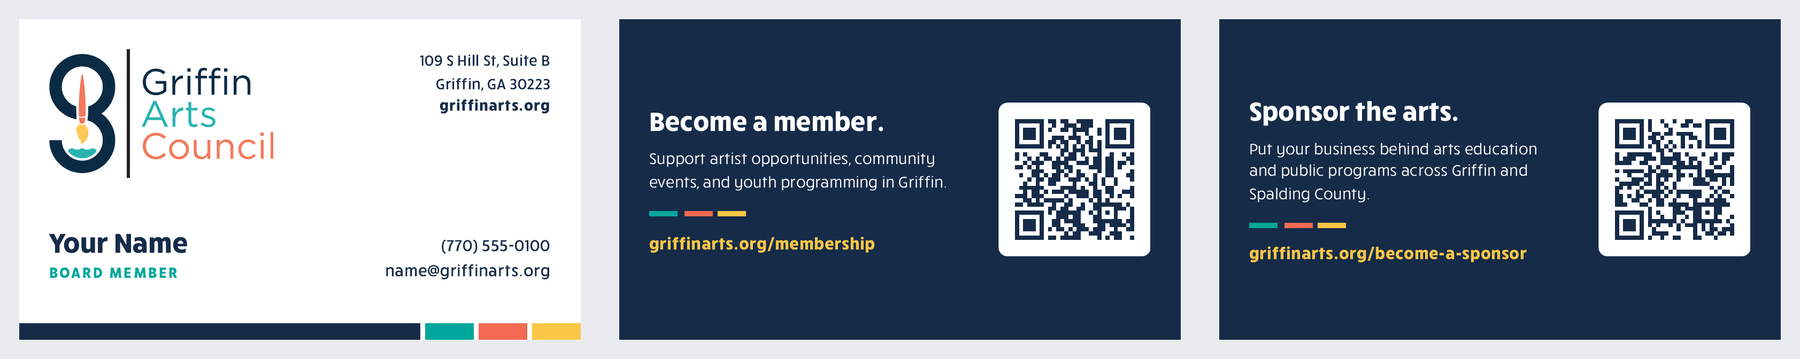 Griffin
Arts
Council
109 S Hill St, Suite B
Griffin, GA 30223
griffinarts.org
Your Name
BOARD MEMBER
(770) 555-0100
name@griffinarts.org
Become a member.
Support artist opportunities, community
events, and youth programming in Griffin.
griffinarts.org/membership
Sponsor the arts.
Put your business behind arts education
and public programs across Griffin and
Spalding County.
griffinarts.org/become-a-sponsor